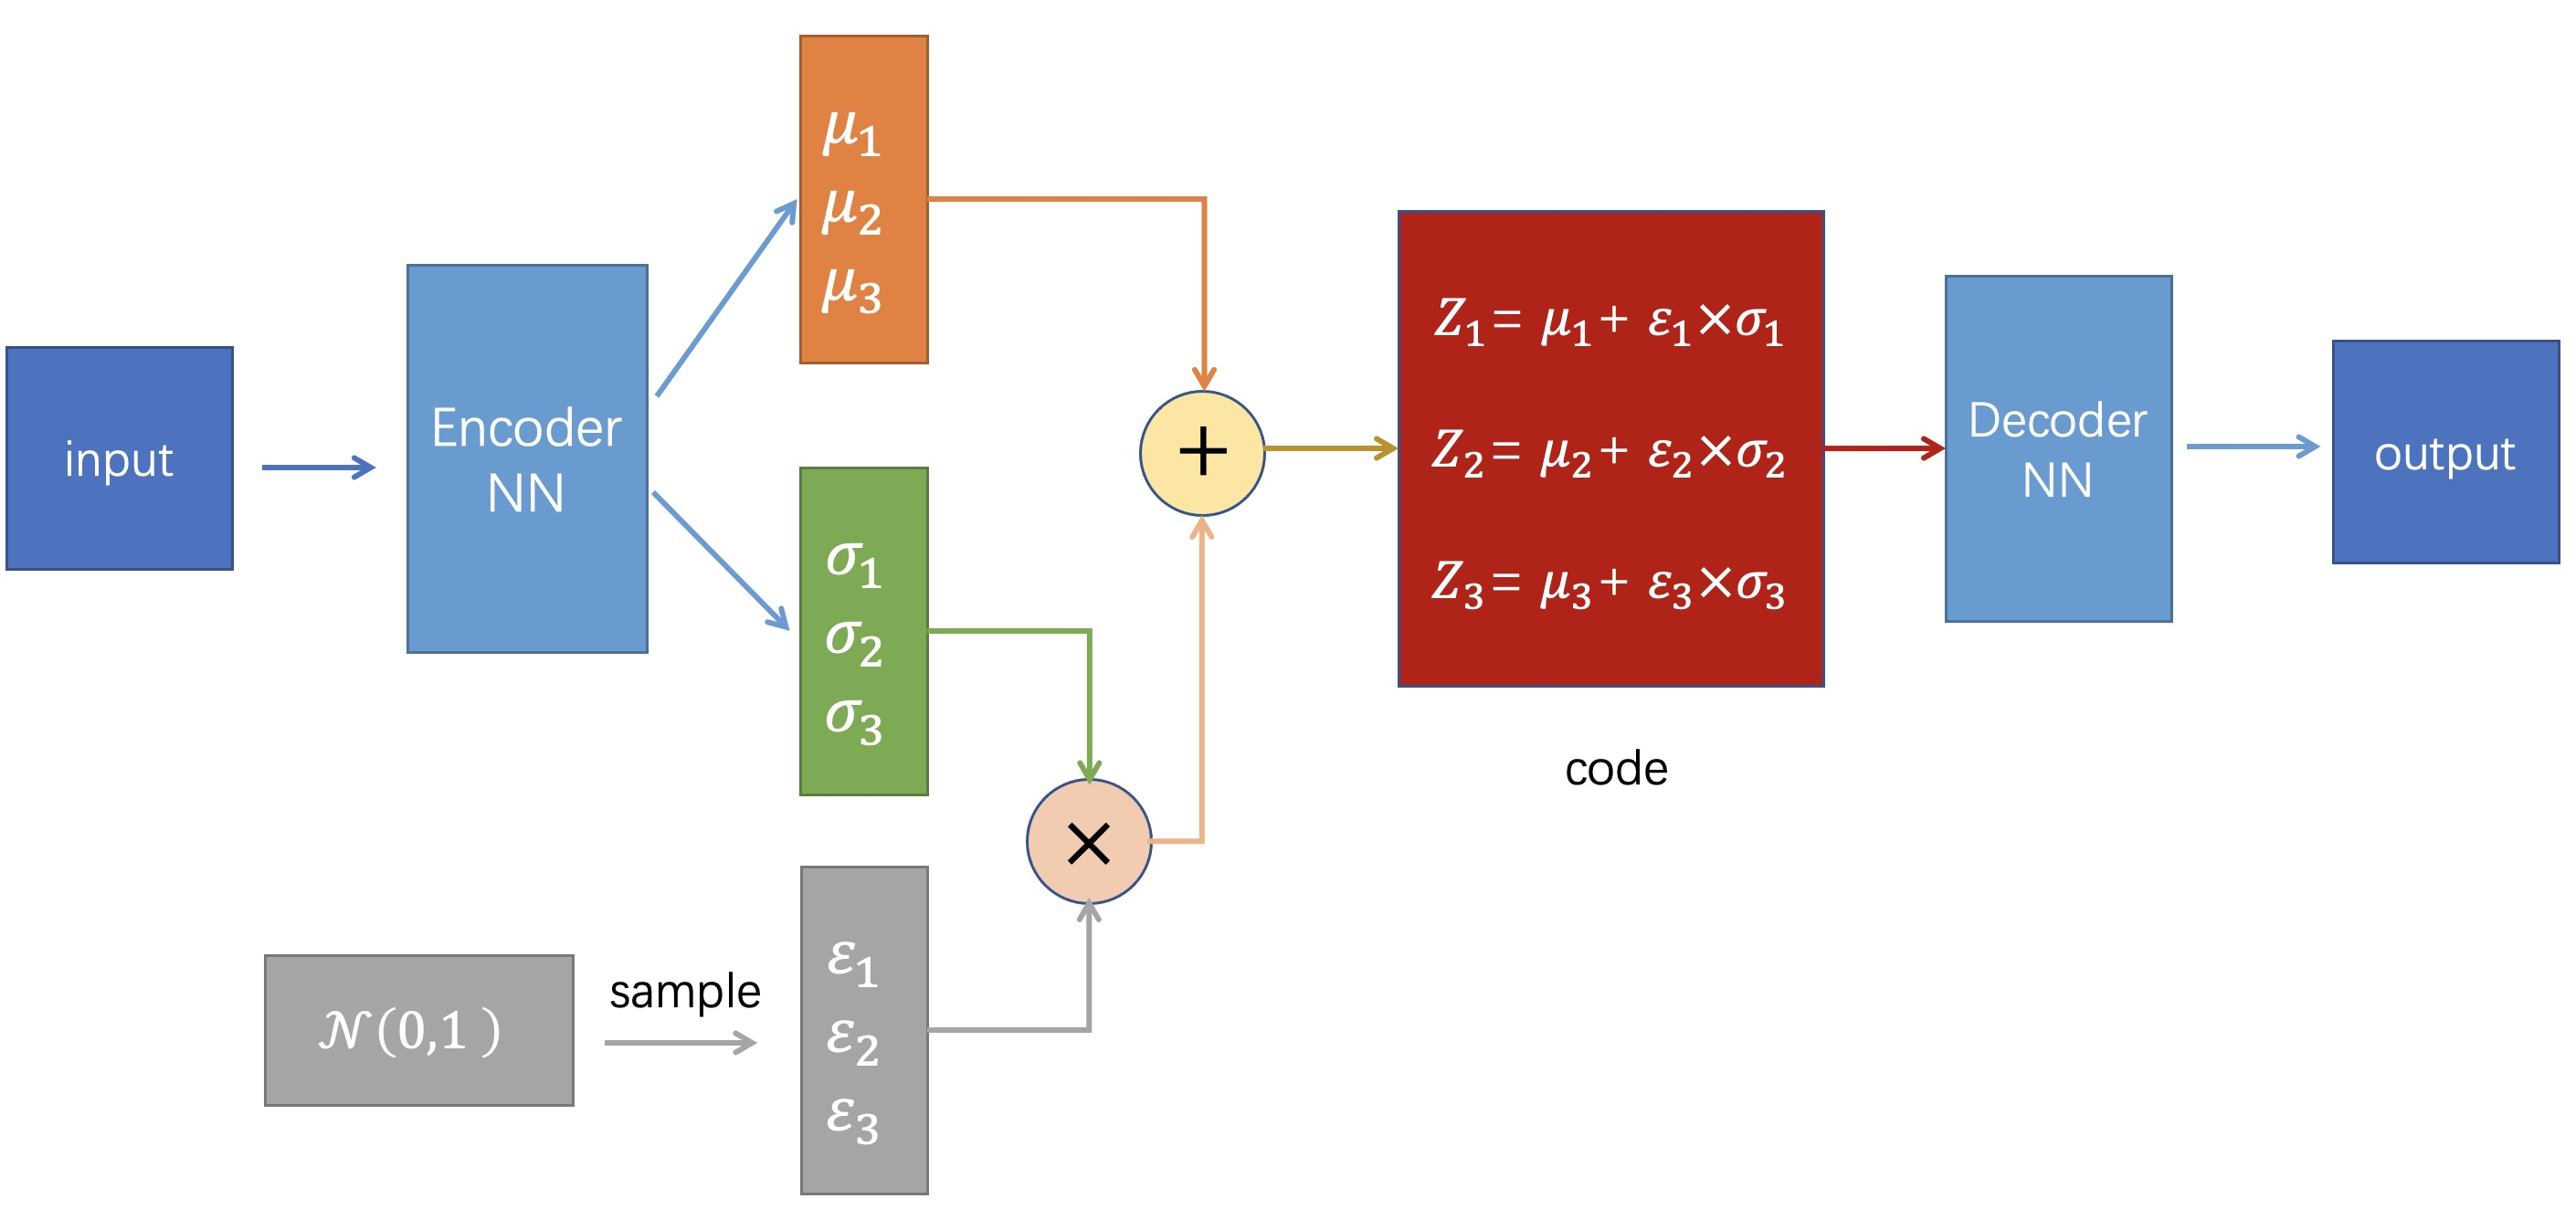 input
Encoder
NN
μ₁
μ₂
μ₃
σ₁
σ₂
σ₃
𝒩(0,1 )
sample
ε₁
ε₂
ε₃
×
+
Z₁= μ₁+ ε₁×σ₁
Z₂= μ₂+ ε₂×σ₂
Z₃= μ₃+ ε₃×σ₃
code
Decoder
NN
output